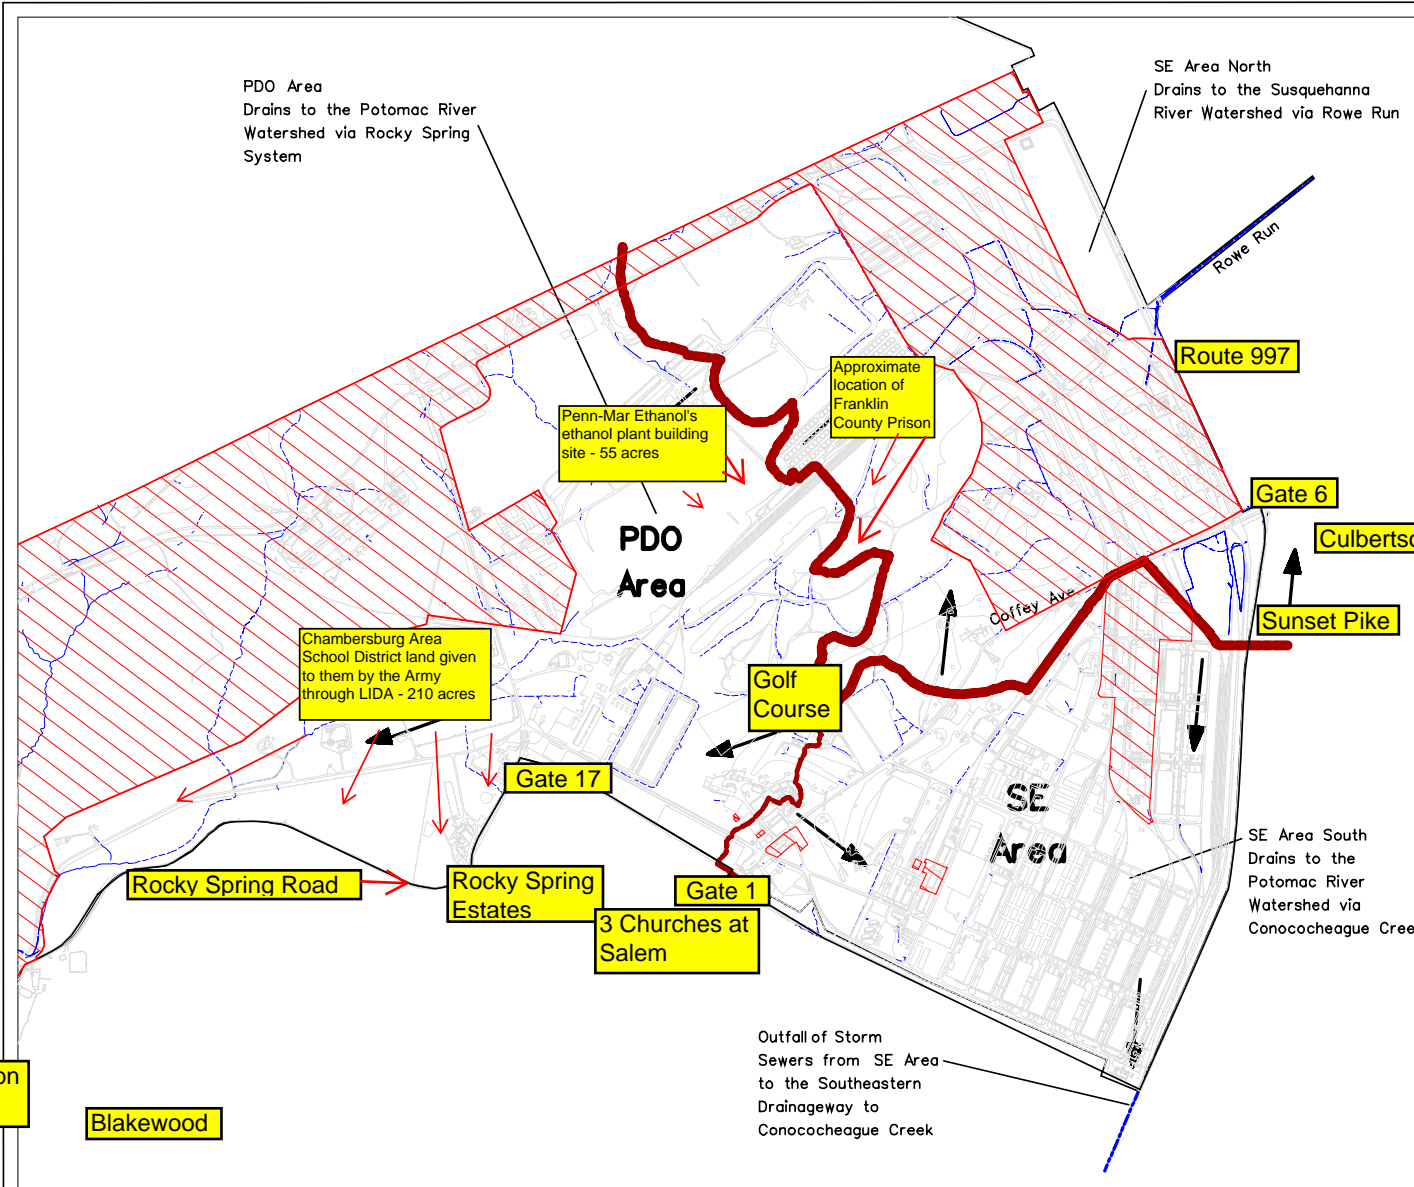 PDO Area
Drains to the Potomac River
Watershed via Rocky Spring
System
SE Area North
Drains to the Susquehanna
River Watershed via Rowe Run
Rowe Run
Route 997
Approximate
location of
Franklin
County Prison
Penn-Mar Ethanol's
ethanol plant building
site - 55 acres
Gate 6
PDO
Area
Culbertso
Coffey Ave
Sunset Pike
Chambersburg Area
School District land given
to them by the Army
through LIDA - 210 acres
Golf
Course
Gate 17
SE
Area
SE Area South
Drains to the
Potomac River
Watershed via
Conococheague Cree
Rocky Spring Road
Rocky Spring
Estates
Gate 1
3 Churches at
Salem
Outfall of Storm
Sewers from SE Area
to the Southeastern
Drainageway to
Conococheague Creek
on
Blakewood